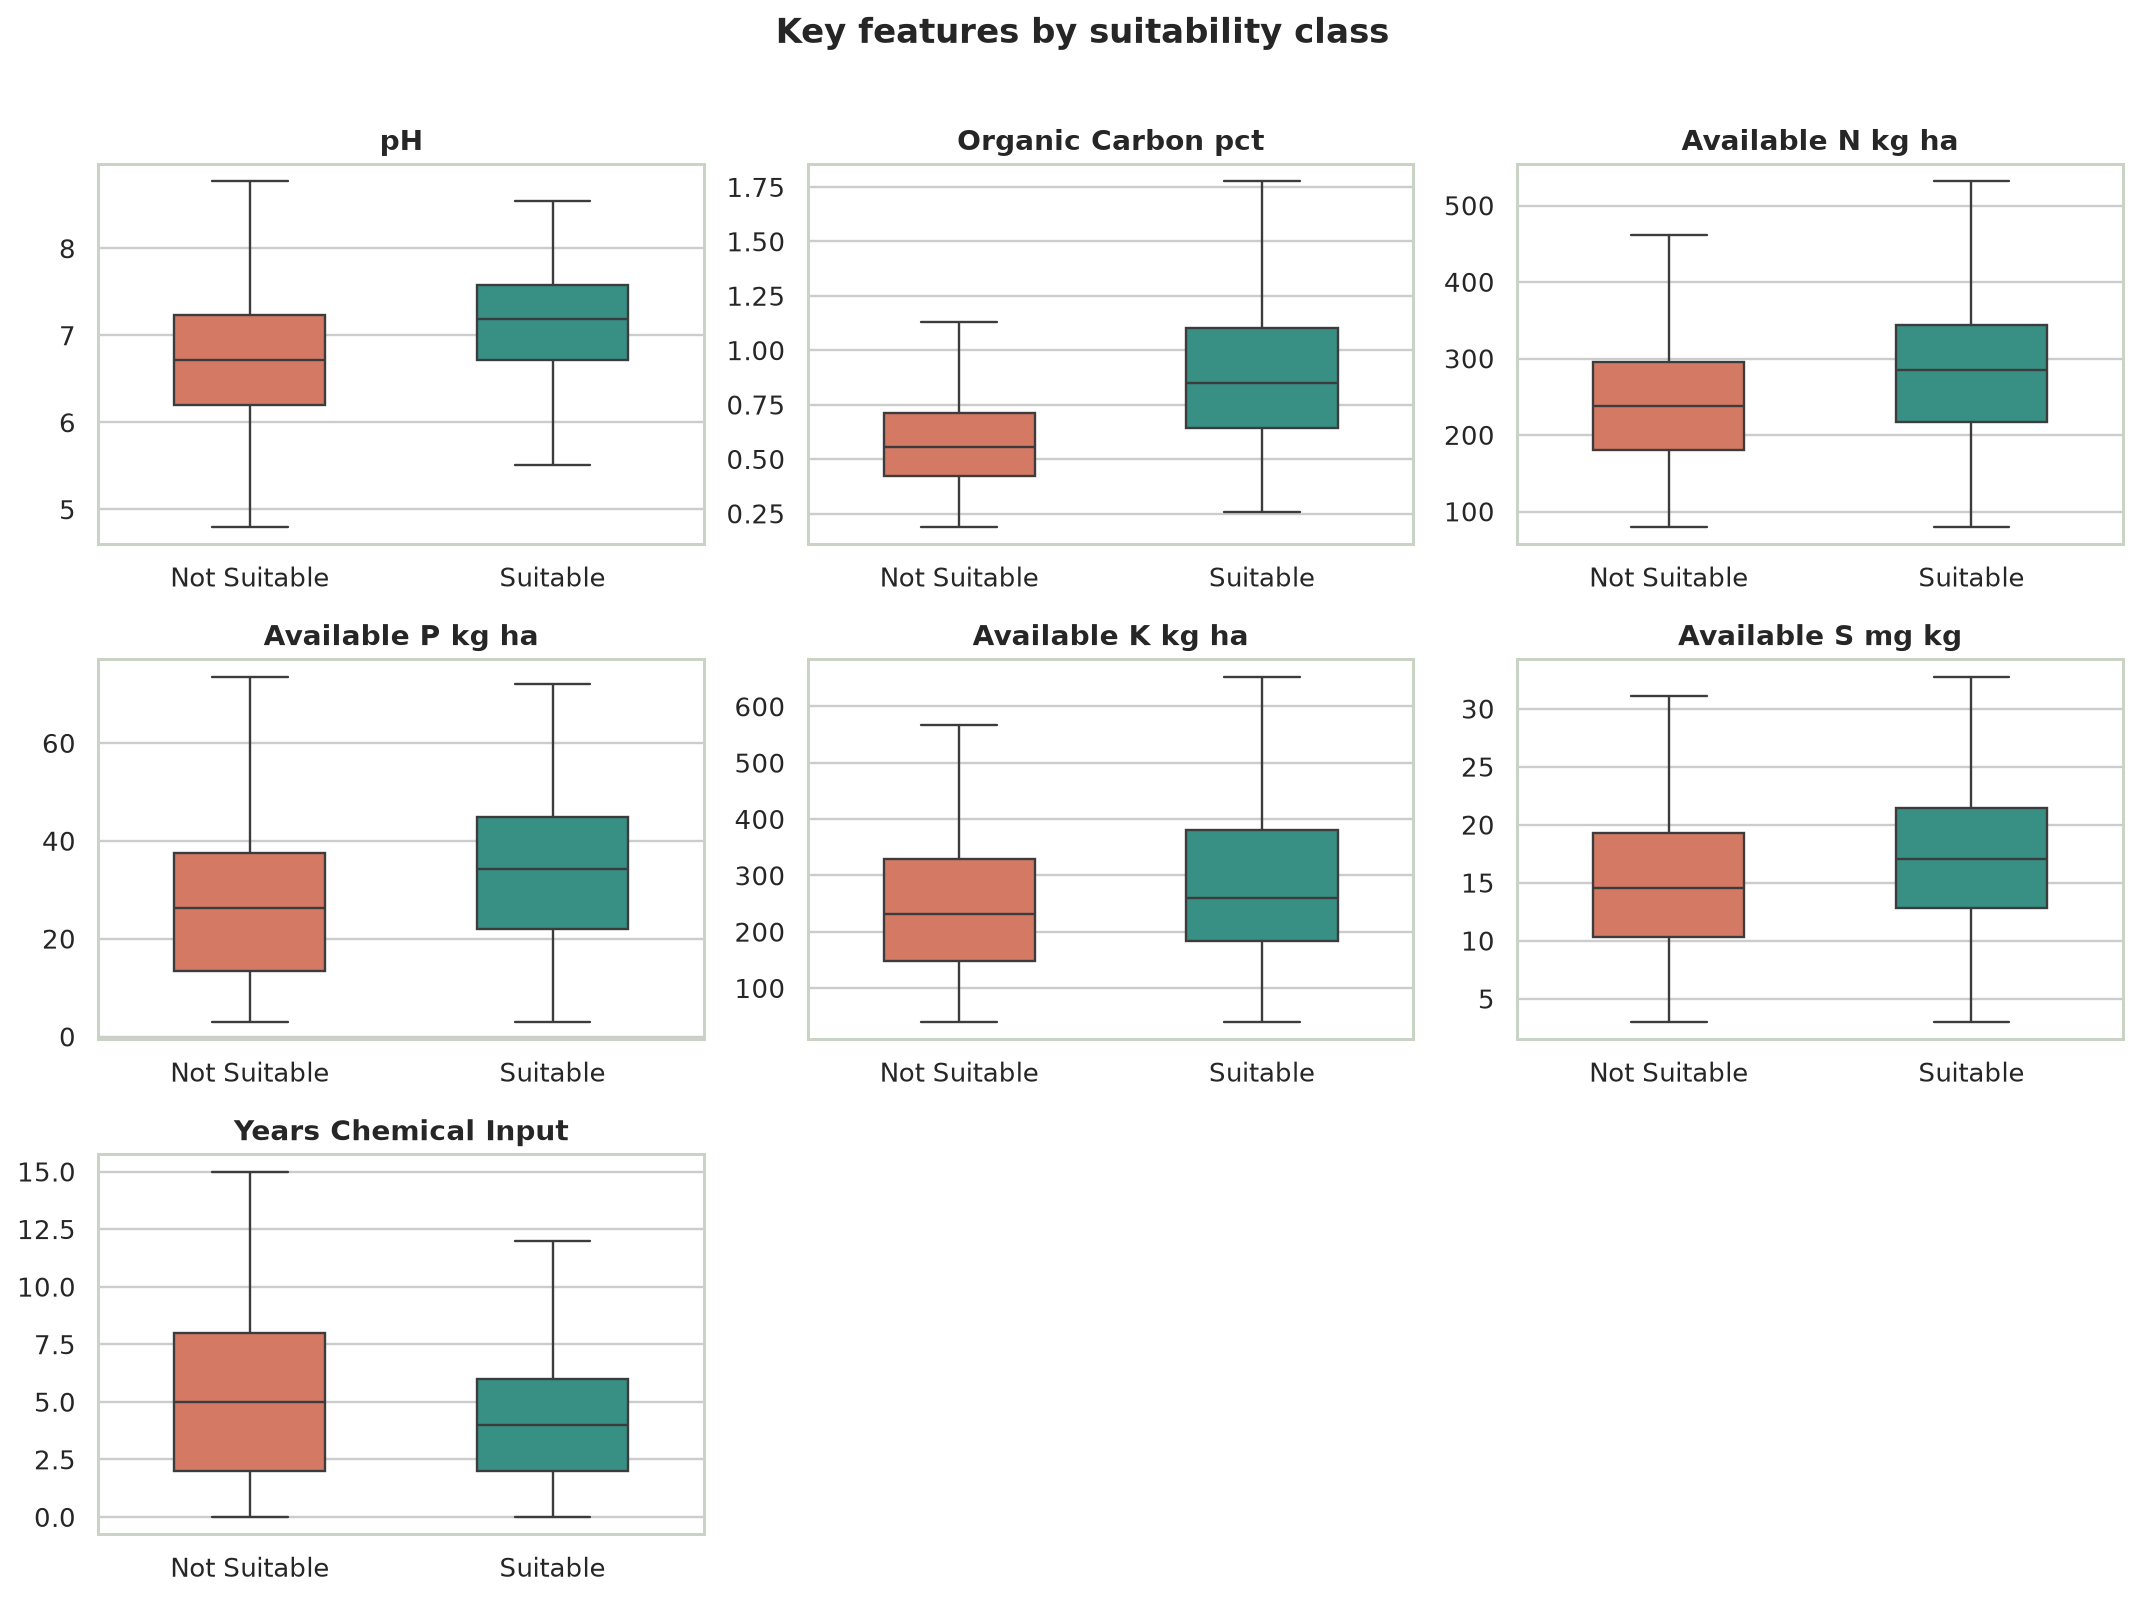 Key features by suitability class
pH
8
7
6
5
Not Suitable
Suitable
Organic Carbon pct
1.75
1.50
1.25
1.00
0.75
0.50
0.25
Not Suitable
Suitable
Available N kg ha
500
400
300
200
100
Not Suitable
Suitable
Available P kg ha
60
40
20
0
Not Suitable
Suitable
Available K kg ha
600
500
400
300
200
100
Not Suitable
Suitable
Available S mg kg
30
25
20
15
10
5
Not Suitable
Suitable
Years Chemical Input
15.0
12.5
10.0
7.5
5.0
2.5
0.0
Not Suitable
Suitable